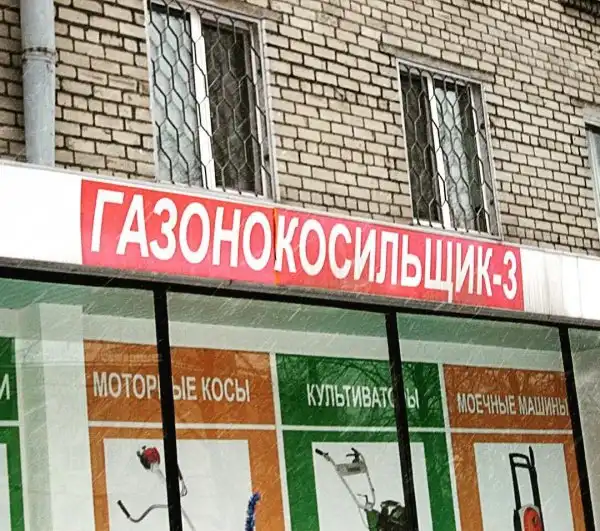 ГАЗОНОКОСИЛЬЩИК-3
И
МОТОРНЫЕ КОСЫ
КУЛЬТИВАТОРЫ
МОЕЧНЫЕ МАШИНЫ